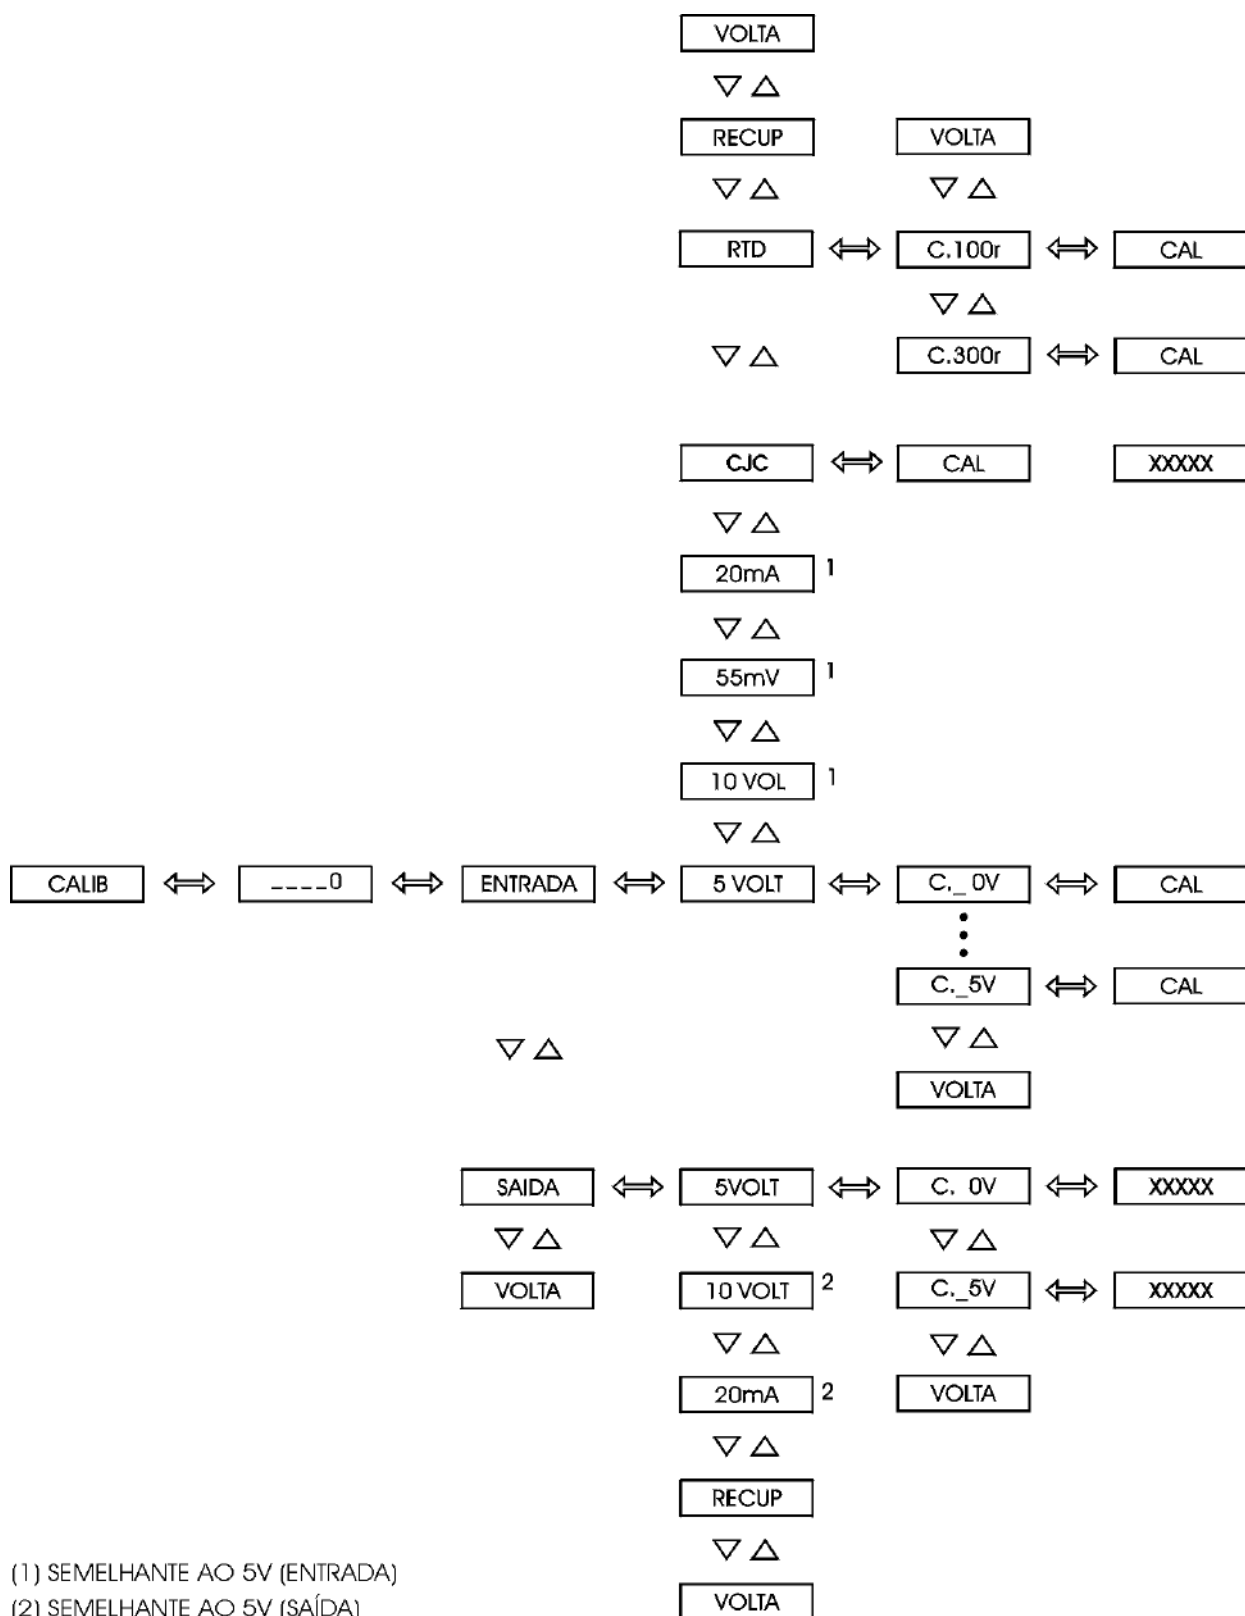 VOLTA
RECUP VOLTA
RTD C.100r CAL
C.300r CAL
CJC CAL XXXXX
20mA 1
55mV 1
10 VOL 1
CALIB ____0 ENTRADA 5 VOLT C._ 0V CAL
C._5V CAL
VOLTA
SAIDA 5VOLT C. 0V XXXXX
VOLTA 10 VOLT 2 C._5V XXXXX
20mA 2 VOLTA
RECUP
(1) SEMELHANTE AO 5V (ENTRADA)
VOLTA
(2) SEMELHANTE AO 5V (SAÍDA)